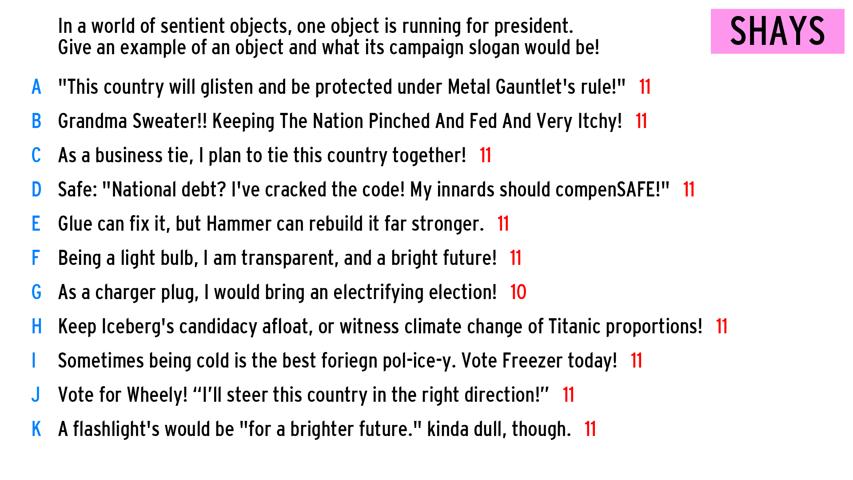 In a world of sentient objects, one object is running for president.
Give an example of an object and what its campaign slogan would be!
SHAYS
A "This country will glisten and be protected under Metal Gauntlet's rule!" 11
B Grandma Sweater!! Keeping The Nation Pinched And Fed And Very Itchy! 11
C As a business tie, I plan to tie this country together! 11
D Safe: "National debt? I've cracked the code! My innards should compenSAFE!" 11
E Glue can fix it, but Hammer can rebuild it far stronger. 11
F Being a light bulb, I am transparent, and a bright future! 11
G As a charger plug, I would bring an electrifying election! 10
H Keep Iceberg's candidacy afloat, or witness climate change of Titanic proportions! 11
I Sometimes being cold is the best foriegn pol-ice-y. Vote Freezer today! 11
J Vote for Wheely! “I’ll steer this country in the right direction!” 11
K A flashlight's would be "for a brighter future." kinda dull, though. 11